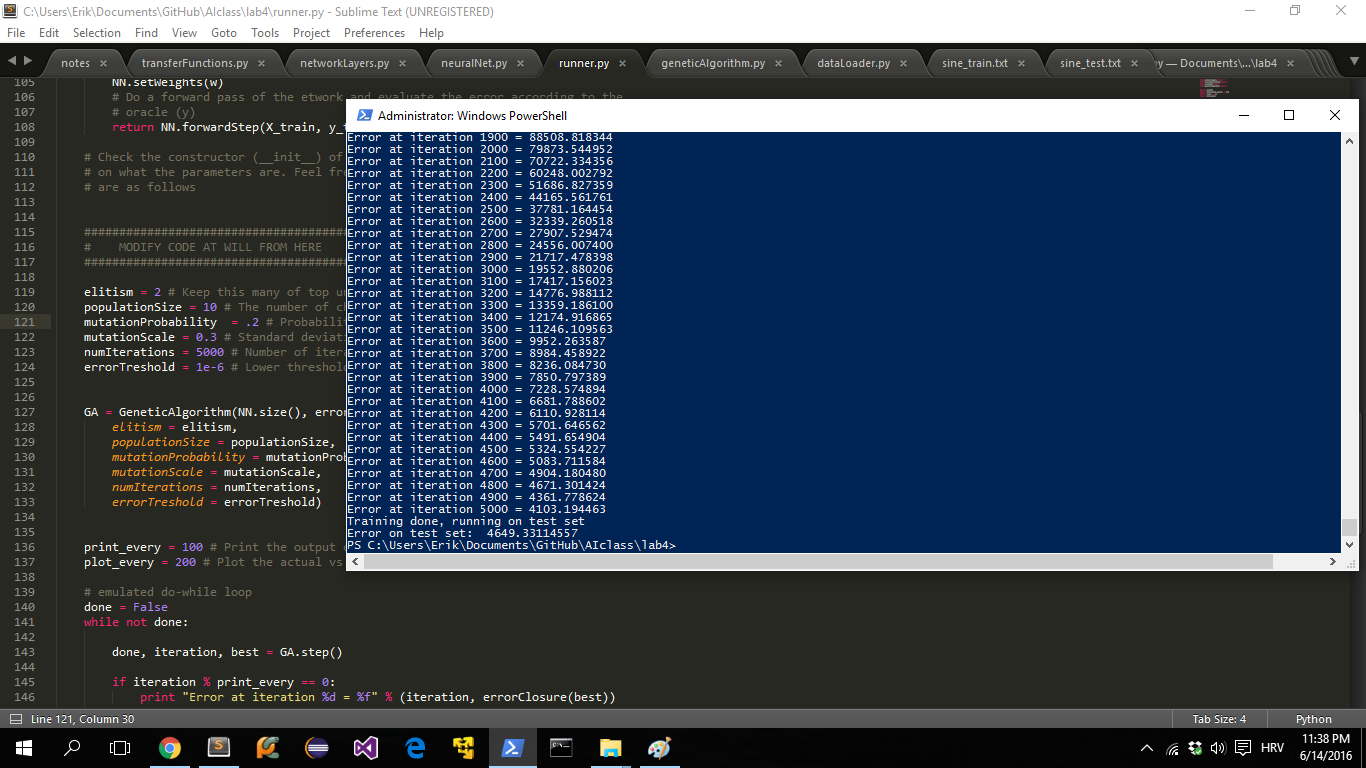 C:\Users\Erik\Documents\GitHub\AIclass\lab4\runner.py - Sublime Text (UNREGISTERED)
File Edit Selection Find View Goto Tools Project Preferences Help
notes × transferFunctions.py × networkLayers.py × neuralNet.py × runner.py × geneticAlgorithm.py × dataLoader.py × sine_train.txt × sine_test.txt × y — Documents\...\lab4 ×
105 NN.setWeights(w)
106 # Do a forward pass of the etwork and evaluate the error according to the
107 # oracle (y)
108 return NN.forwardStep(X_train, y_
109
110 # Check the constructor (__init__) of
111 # on what the parameters are. Feel fr
112 # are as follows
113
114
115 #####################################
116 # MODIFY CODE AT WILL FROM HERE
117 #####################################
118
119 elitism = 2 # Keep this many of top u
120 populationSize = 10 # The number of c
121 mutationProbability = .2 # Probabili
122 mutationScale = 0.3 # Standard deviat
123 numIterations = 5000 # Number of iter
124 errorTreshold = 1e-6 # Lower threshol
125
126
127 GA = GeneticAlgorithm(NN.size(), erro
128 elitism = elitism,
129 populationSize = populationSize,
130 mutationProbability = mutationProb
131 mutationScale = mutationScale,
132 numIterations = numIterations,
133 errorTreshold = errorTreshold)
134
135
136 print_every = 100 # Print the output
137 plot_every = 200 # Plot the actual vs
138
139 # emulated do-while loop
140 done = False
141 while not done:
142
143 done, iteration, best = GA.step()
144
145 if iteration % print_every == 0:
146 print "Error at iteration %d = %f" % (iteration, errorClosure(best))
Administrator: Windows PowerShell
Error at iteration 1900 = 88508.818344
Error at iteration 2000 = 79873.544952
Error at iteration 2100 = 70722.334356
Error at iteration 2200 = 60248.002792
Error at iteration 2300 = 51686.827359
Error at iteration 2400 = 44165.561761
Error at iteration 2500 = 37781.164454
Error at iteration 2600 = 32339.260518
Error at iteration 2700 = 27907.529474
Error at iteration 2800 = 24556.007400
Error at iteration 2900 = 21717.478398
Error at iteration 3000 = 19552.880206
Error at iteration 3100 = 17417.156023
Error at iteration 3200 = 14776.988112
Error at iteration 3300 = 13359.186100
Error at iteration 3400 = 12174.916865
Error at iteration 3500 = 11246.109563
Error at iteration 3600 = 9952.263587
Error at iteration 3700 = 8984.458922
Error at iteration 3800 = 8236.084730
Error at iteration 3900 = 7850.797389
Error at iteration 4000 = 7228.574894
Error at iteration 4100 = 6681.788602
Error at iteration 4200 = 6110.928114
Error at iteration 4300 = 5701.646562
Error at iteration 4400 = 5491.654904
Error at iteration 4500 = 5324.554227
Error at iteration 4600 = 5083.711584
Error at iteration 4700 = 4904.180480
Error at iteration 4800 = 4671.301424
Error at iteration 4900 = 4361.778624
Error at iteration 5000 = 4103.194463
Training done, running on test set
Error on test set: 4649.33114557
PS C:\Users\Erik\Documents\GitHub\AIclass\lab4>
Line 121, Column 30
Tab Size: 4 Python
HRV
11:38 PM
6/14/2016